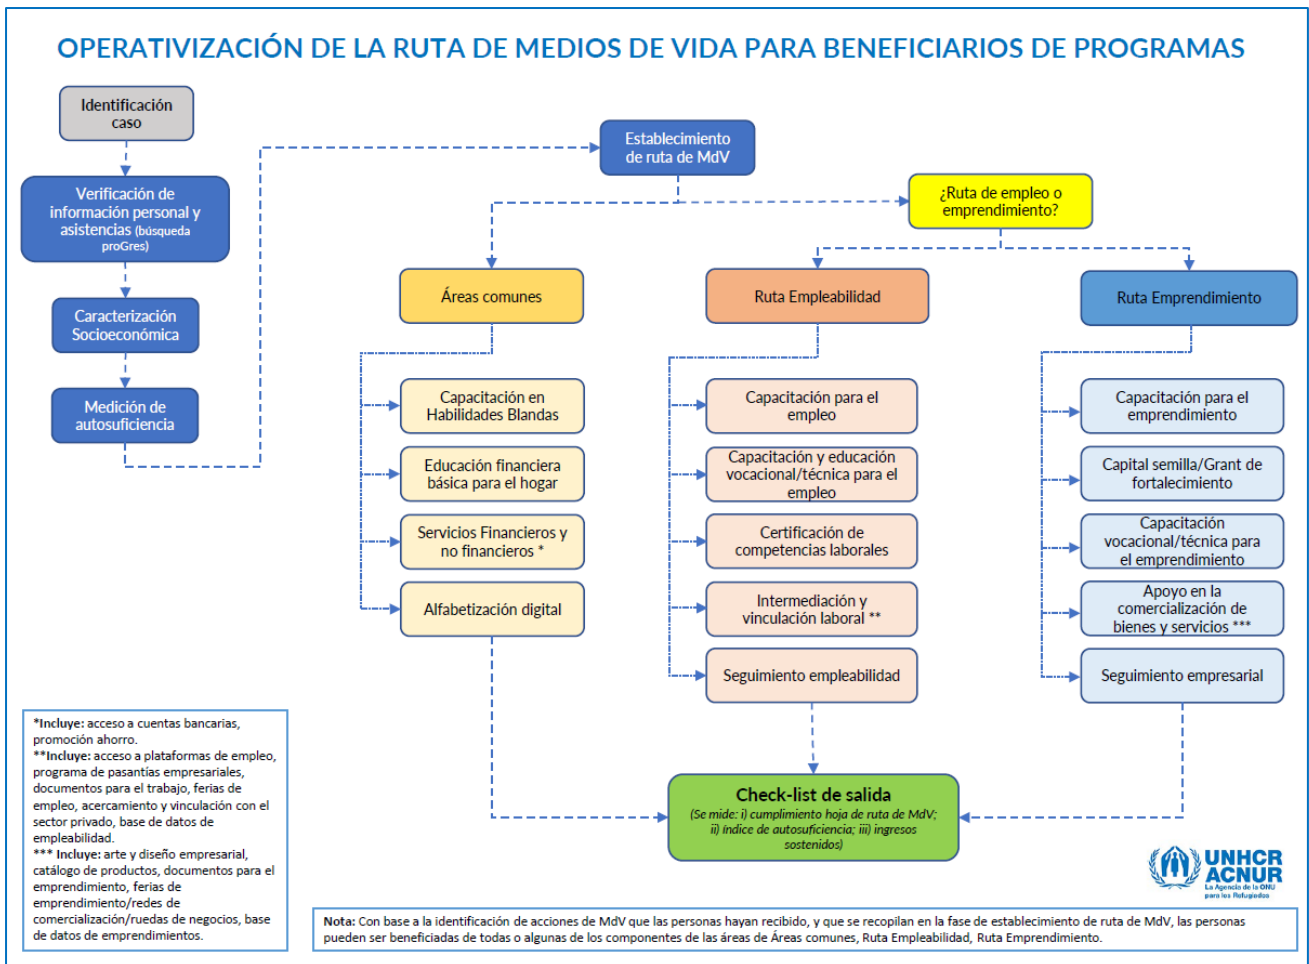 OPERATIVIZACIÓN DE LA RUTA DE MEDIOS DE VIDA PARA BENEFICIARIOS DE PROGRAMAS
Identificación
caso
Verificación de
información personal y
asistencias (búsqueda
proGres)
Caracterización
Socioeconómica
Medición de
autosuficiencia
Establecimiento
de ruta de MdV
¿Ruta de empleo o
emprendimiento?
Áreas comunes
Capacitación en
Habilidades Blandas
Educación financiera
básica para el hogar
Servicios Financieros y
no financieros *
Alfabetización digital
Ruta Empleabilidad
Capacitación para el
empleo
Capacitación y educación
vocacional/técnica para el
empleo
Certificación de
competencias laborales
Intermediación y
vinculación laboral **
Seguimiento empleabilidad
Ruta Emprendimiento
Capacitación para el
emprendimiento
Capital semilla/Grant de
fortalecimiento
Capacitación
vocacional/técnica para
el emprendimiento
Apoyo en la
comercialización de
bienes y servicios ***
Seguimiento empresarial
Check-list de salida
(Se mide: i) cumplimiento hoja de ruta de MdV;
ii) índice de autosuficiencia; iii) ingresos
sostenidos)
*Incluye: acceso a cuentas bancarias,
promoción ahorro.
**Incluye: acceso a plataformas de empleo,
programa de pasantías empresariales,
documentos para el trabajo, ferias de
empleo, acercamiento y vinculación con el
sector privado, base de datos de
empleabilidad.
*** Incluye: arte y diseño empresarial,
catálogo de productos, documentos para el
emprendimiento, ferias de
emprendimiento/redes de
comercialización/ruedas de negocios, base
de datos de emprendimientos.
UNHCR
ACNUR
La Agencia de la ONU
para los Refugiados
Nota: Con base a la identificación de acciones de MdV que las personas hayan recibido, y que se recopilan en la fase de establecimiento de ruta de MdV, las personas
pueden ser beneficiadas de todas o algunas de los componentes de las áreas de Áreas comunes, Ruta Empleabilidad, Ruta Emprendimiento.